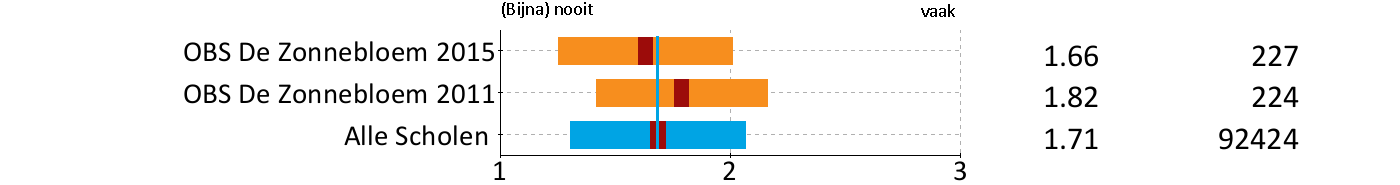 (Bijna) nooit vaak
OBS De Zonnebloem 2015 1.66 227
OBS De Zonnebloem 2011 1.82 224
Alle Scholen 1.71 92424
1 2 3